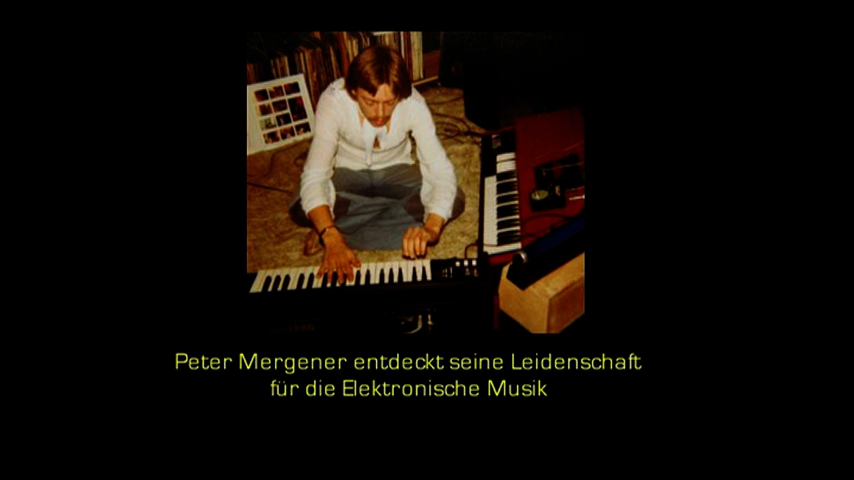 Peter Mergener entdeckt seine Leidenschaft
für die Elektronische Musik